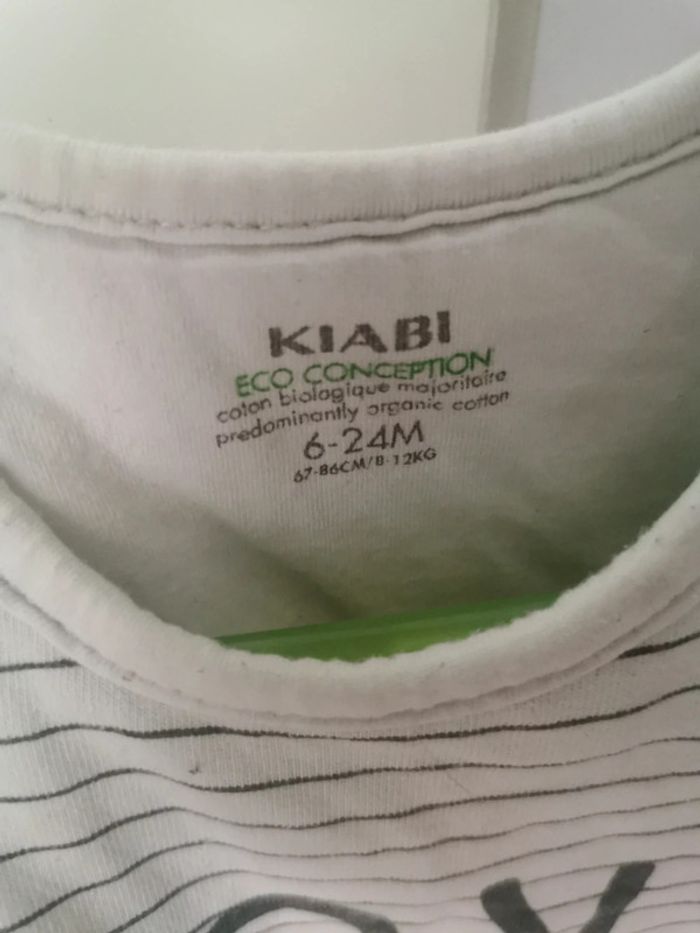 KIABI
ECO CONCEPTION
coton biologique majoritaire
predominantly organic cotton
6-24M
67-86CM/8-12KG